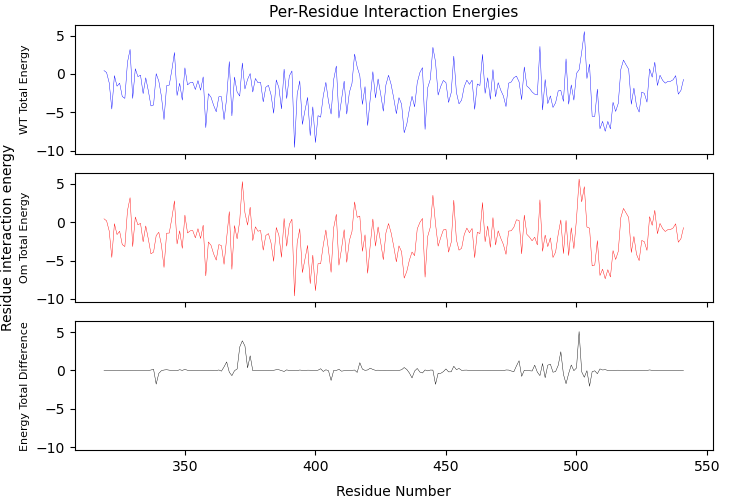 Per-Residue Interaction Energies
Residue interaction energy
WT Total Energy
5
0
−5
−10
Om Total Energy
5
0
−5
−10
Energy Total Difference
5
0
−5
−10
350
400
450
500
550
Residue Number